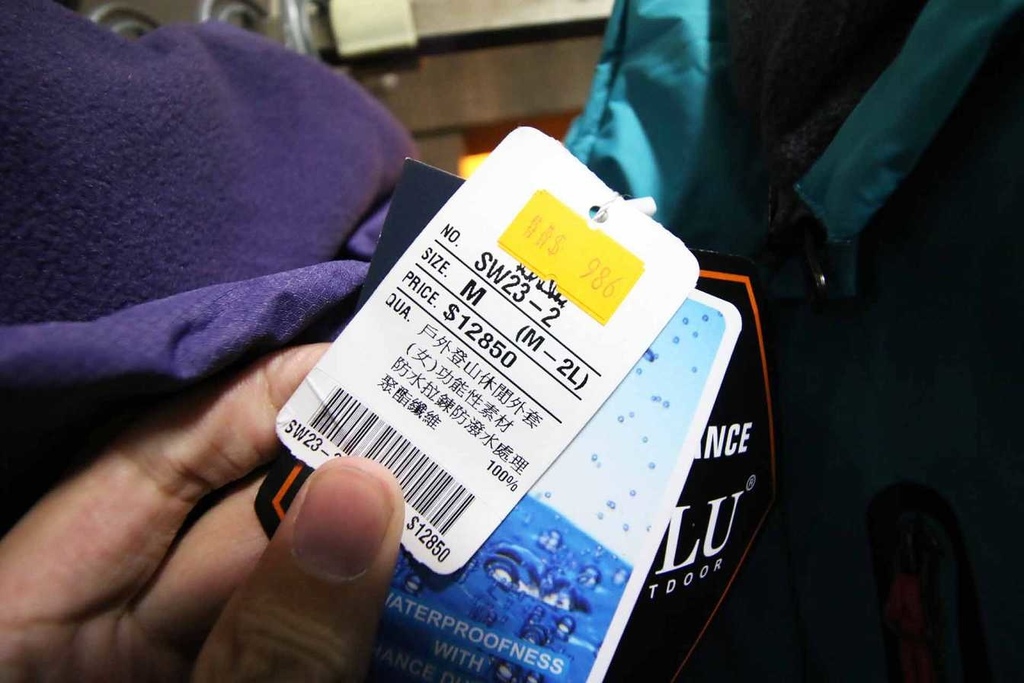 986
NO. SW23-2
SIZE. M (M-2L)
PRICE. $12850
QUA. 戶外登山休閒外套
(女)功能性素材
防水拉鍊防潑水處理
聚酯纖維 100%
SW23-
$12850
ANCE
LU®
TDOOR
WATERPROOFNESS
WITH